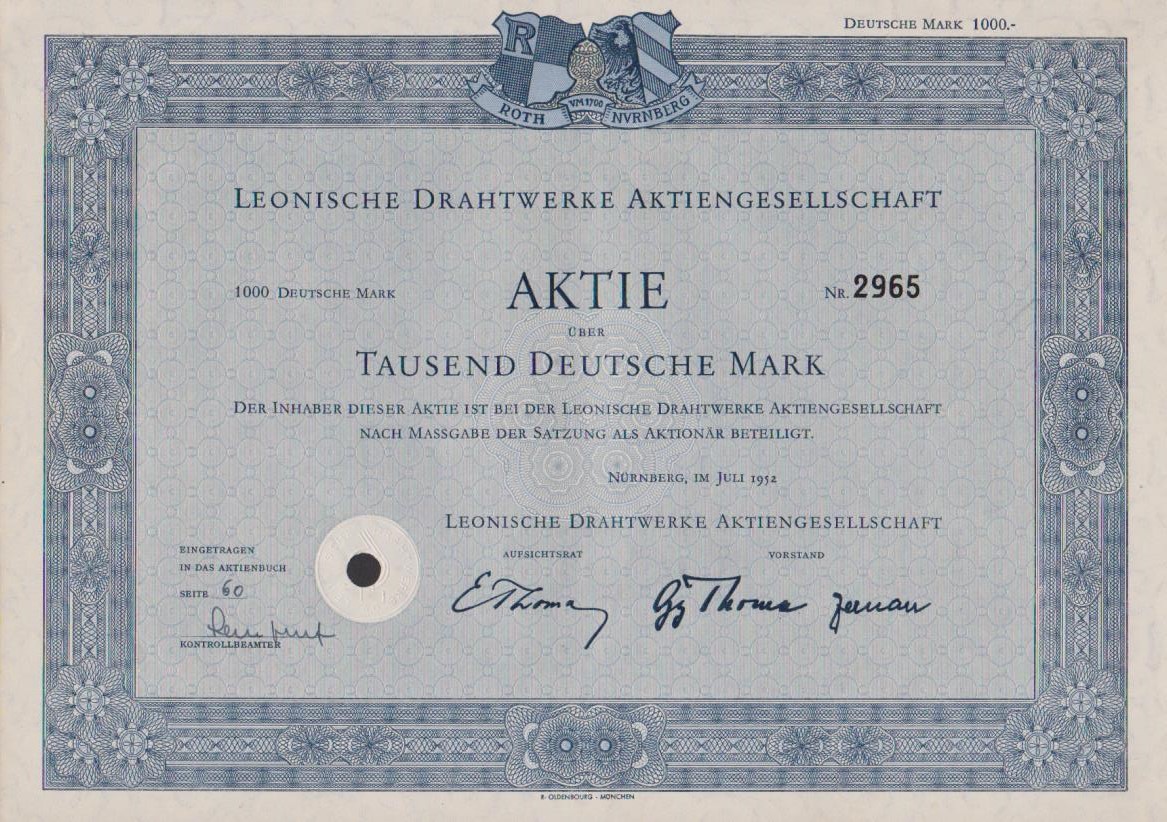 DEUTSCHE MARK 1000.-
R
ROTH
VM 1700
NVRNBERG
LEONISCHE DRAHTWERKE AKTIENGESELLSCHAFT
1000 DEUTSCHE MARK
AKTIE
NR. 2965
ÜBER
TAUSEND DEUTSCHE MARK
DER INHABER DIESER AKTIE IST BEI DER LEONISCHE DRAHTWERKE AKTIENGESELLSCHAFT
NACH MASSGABE DER SATZUNG ALS AKTIONÄR BETEILIGT.
NÜRNBERG, IM JULI 1952
LEONISCHE DRAHTWERKE AKTIENGESELLSCHAFT
EINGETRAGEN
IN DAS AKTIENBUCH
SEITE 60
KONTROLLBEAMTER
AUFSICHTSRAT
VORSTAND
E Thoma
Thoma
R. OLDENBOURG - MÜNCHEN